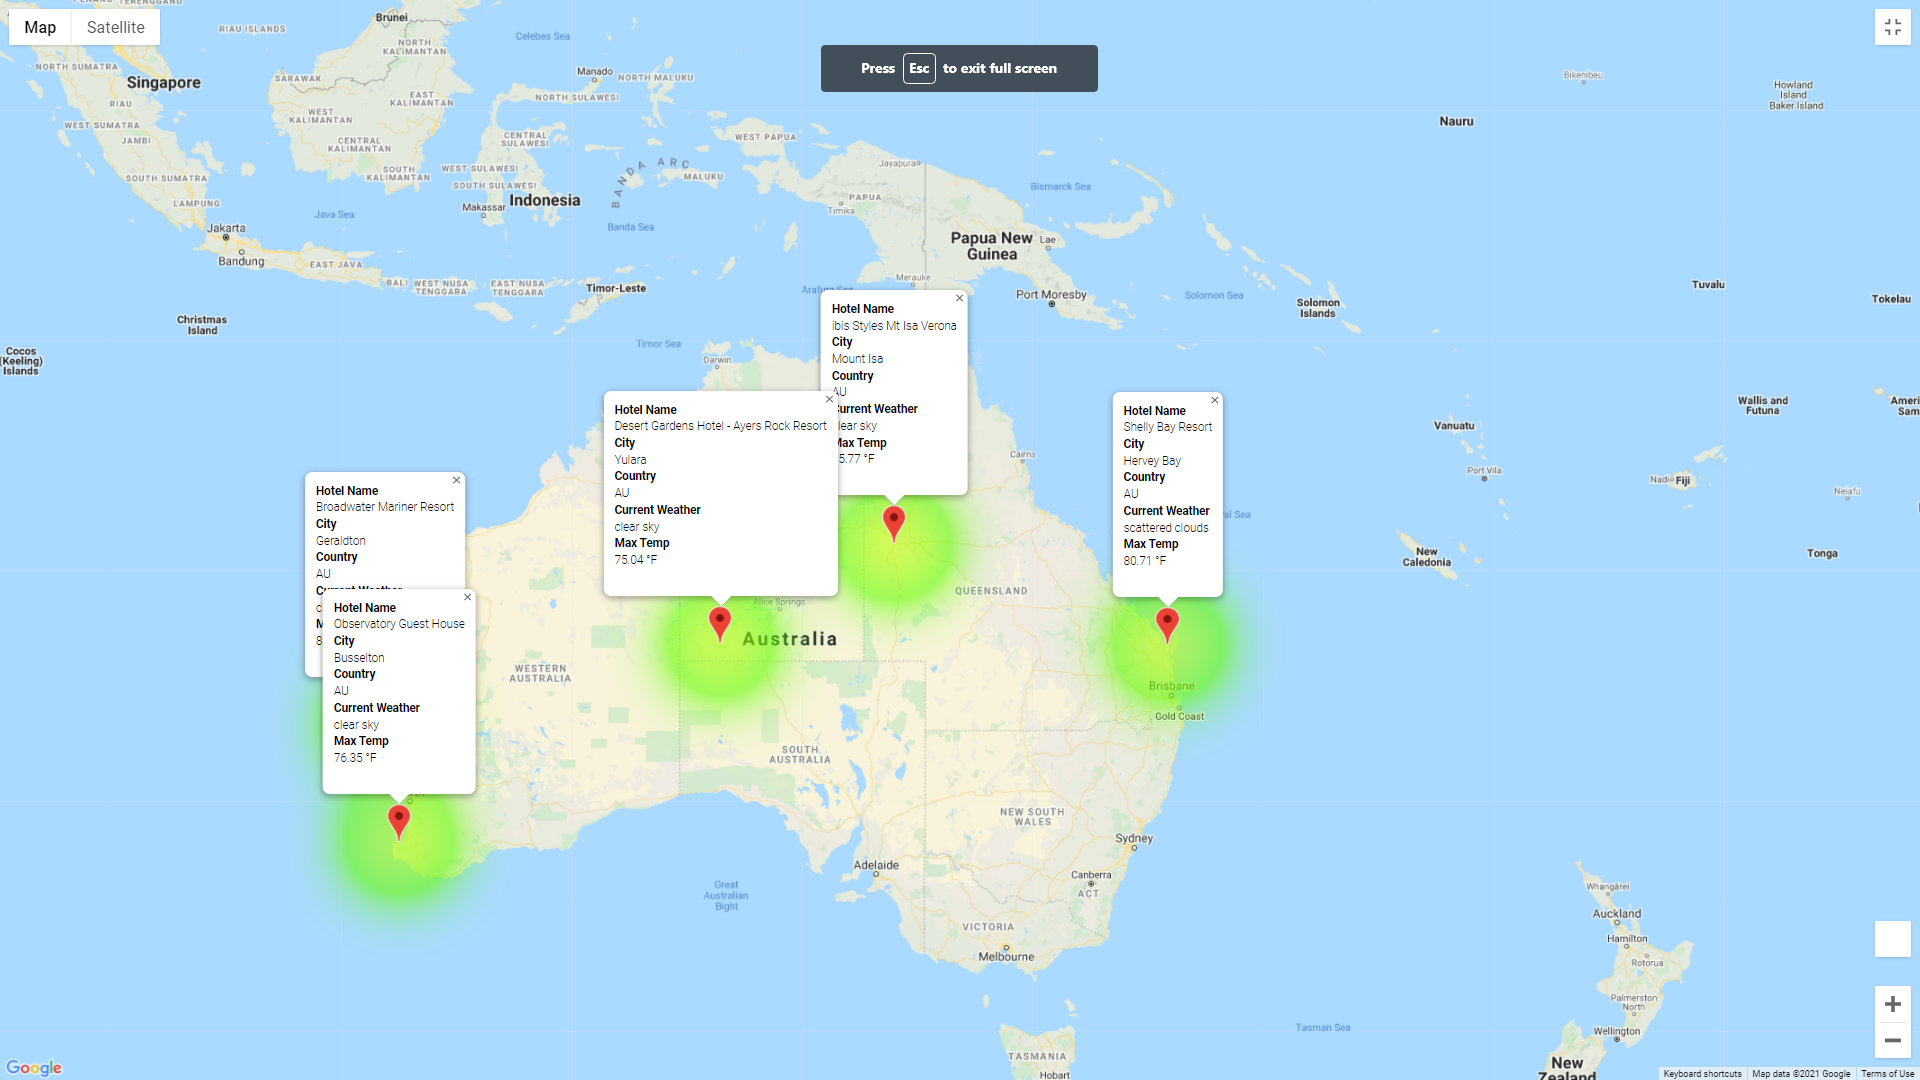 Map
Satellite
Press Esc to exit full screen
Brunei
RIAU ISLANDS
NORTH
KALIMANTAN
Celebes Sea
NORTH SUMATRA
Singapore
SARAWAK
Manado
NORTH MALUKU
Bikenibeu
Howland
Island
Baker Island
RIAU
EAST
KALIMANTAN
NORTH SULAWESI
WEST
KALIMANTAN
WEST SUMATRA
JAMBI
CENTRAL
KALIMANTAN
CENTRAL
SULAWESI
WEST PAPUA
Nauru
SOUTH SUMATRA
SOUTH
KALIMANTAN
WEST SULAWESI
SOUTH SULAWESI
BANDA ARC
MALUKU
Jayapura
Bismarck Sea
LAMPUNG
Java Sea
Makassar
Indonesia
PAPUA
Timika
Jakarta
Banda Sea
Papua New
Guinea
Lae
Bandung
EAST JAVA
BALI
WEST NUSA
TENGGARA
EAST NUSA
TENGGARA
Timor-Leste
Merauke
Port Moresby
Solomon Sea
Solomon
Islands
Tuvalu
Tokelau
Christmas
Island
Cocos
(Keeling)
Islands
Timor Sea
Darwin
Hotel Name
ibis Styles Mt Isa Verona
City
Mount Isa
Country
AU
Current Weather
clear sky
Max Temp
5.77 °F
Hotel Name
Desert Gardens Hotel - Ayers Rock Resort
City
Yulara
Country
AU
Current Weather
clear sky
Max Temp
75.04 °F
Hotel Name
Shelly Bay Resort
City
Hervey Bay
Country
AU
Current Weather
scattered clouds
Max Temp
80.71 °F
Hotel Name
Broadwater Mariner Resort
City
Geraldton
Country
AU
Hotel Name
Observatory Guest House
City
Busselton
Country
AU
Current Weather
clear sky
Max Temp
76.35 °F
Cairns
Wallis and
Futuna
Vanuatu
Port Vila
Nadi
Fiji
Neiafu
New
Caledonia
Tonga
QUEENSLAND
Alice Springs
Australia
WESTERN
AUSTRALIA
Brisbane
Gold Coast
SOUTH
AUSTRALIA
NEW SOUTH
WALES
Sydney
Adelaide
Canberra
ACT
Great
Australian
Bight
VICTORIA
Melbourne
Whangārei
Auckland
Hamilton
Rotorua
Palmerston
North
Wellington
Tasman Sea
TASMANIA
Hobart
New
Zealand
Google
Keyboard shortcuts
Map data ©2021 Google
Terms of Use